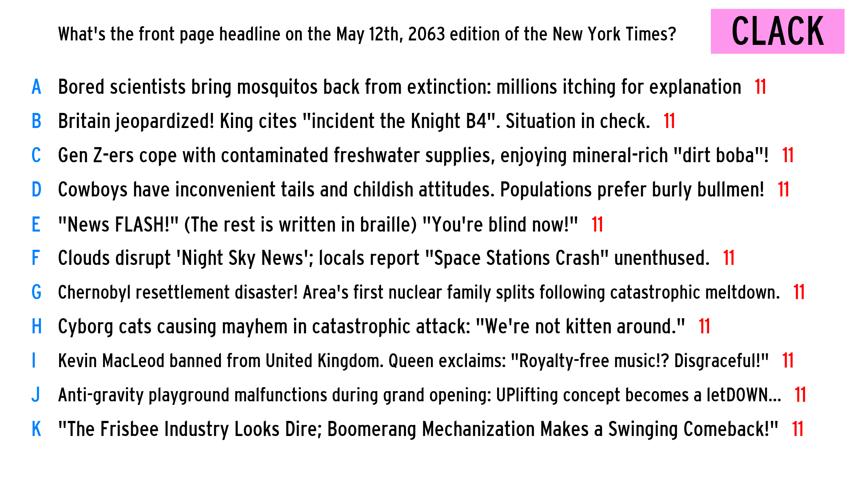 What's the front page headline on the May 12th, 2063 edition of the New York Times? CLACK
A Bored scientists bring mosquitos back from extinction: millions itching for explanation 11
B Britain jeopardized! King cites "incident the Knight B4". Situation in check. 11
C Gen Z-ers cope with contaminated freshwater supplies, enjoying mineral-rich "dirt boba"! 11
D Cowboys have inconvenient tails and childish attitudes. Populations prefer burly bullmen! 11
E "News FLASH!" (The rest is written in braille) "You're blind now!" 11
F Clouds disrupt 'Night Sky News'; locals report "Space Stations Crash" unenthused. 11
G Chernobyl resettlement disaster! Area's first nuclear family splits following catastrophic meltdown. 11
H Cyborg cats causing mayhem in catastrophic attack: "We're not kitten around." 11
I Kevin MacLeod banned from United Kingdom. Queen exclaims: "Royalty-free music!? Disgraceful!" 11
J Anti-gravity playground malfunctions during grand opening: UPlifting concept becomes a letDOWN... 11
K "The Frisbee Industry Looks Dire; Boomerang Mechanization Makes a Swinging Comeback!" 11